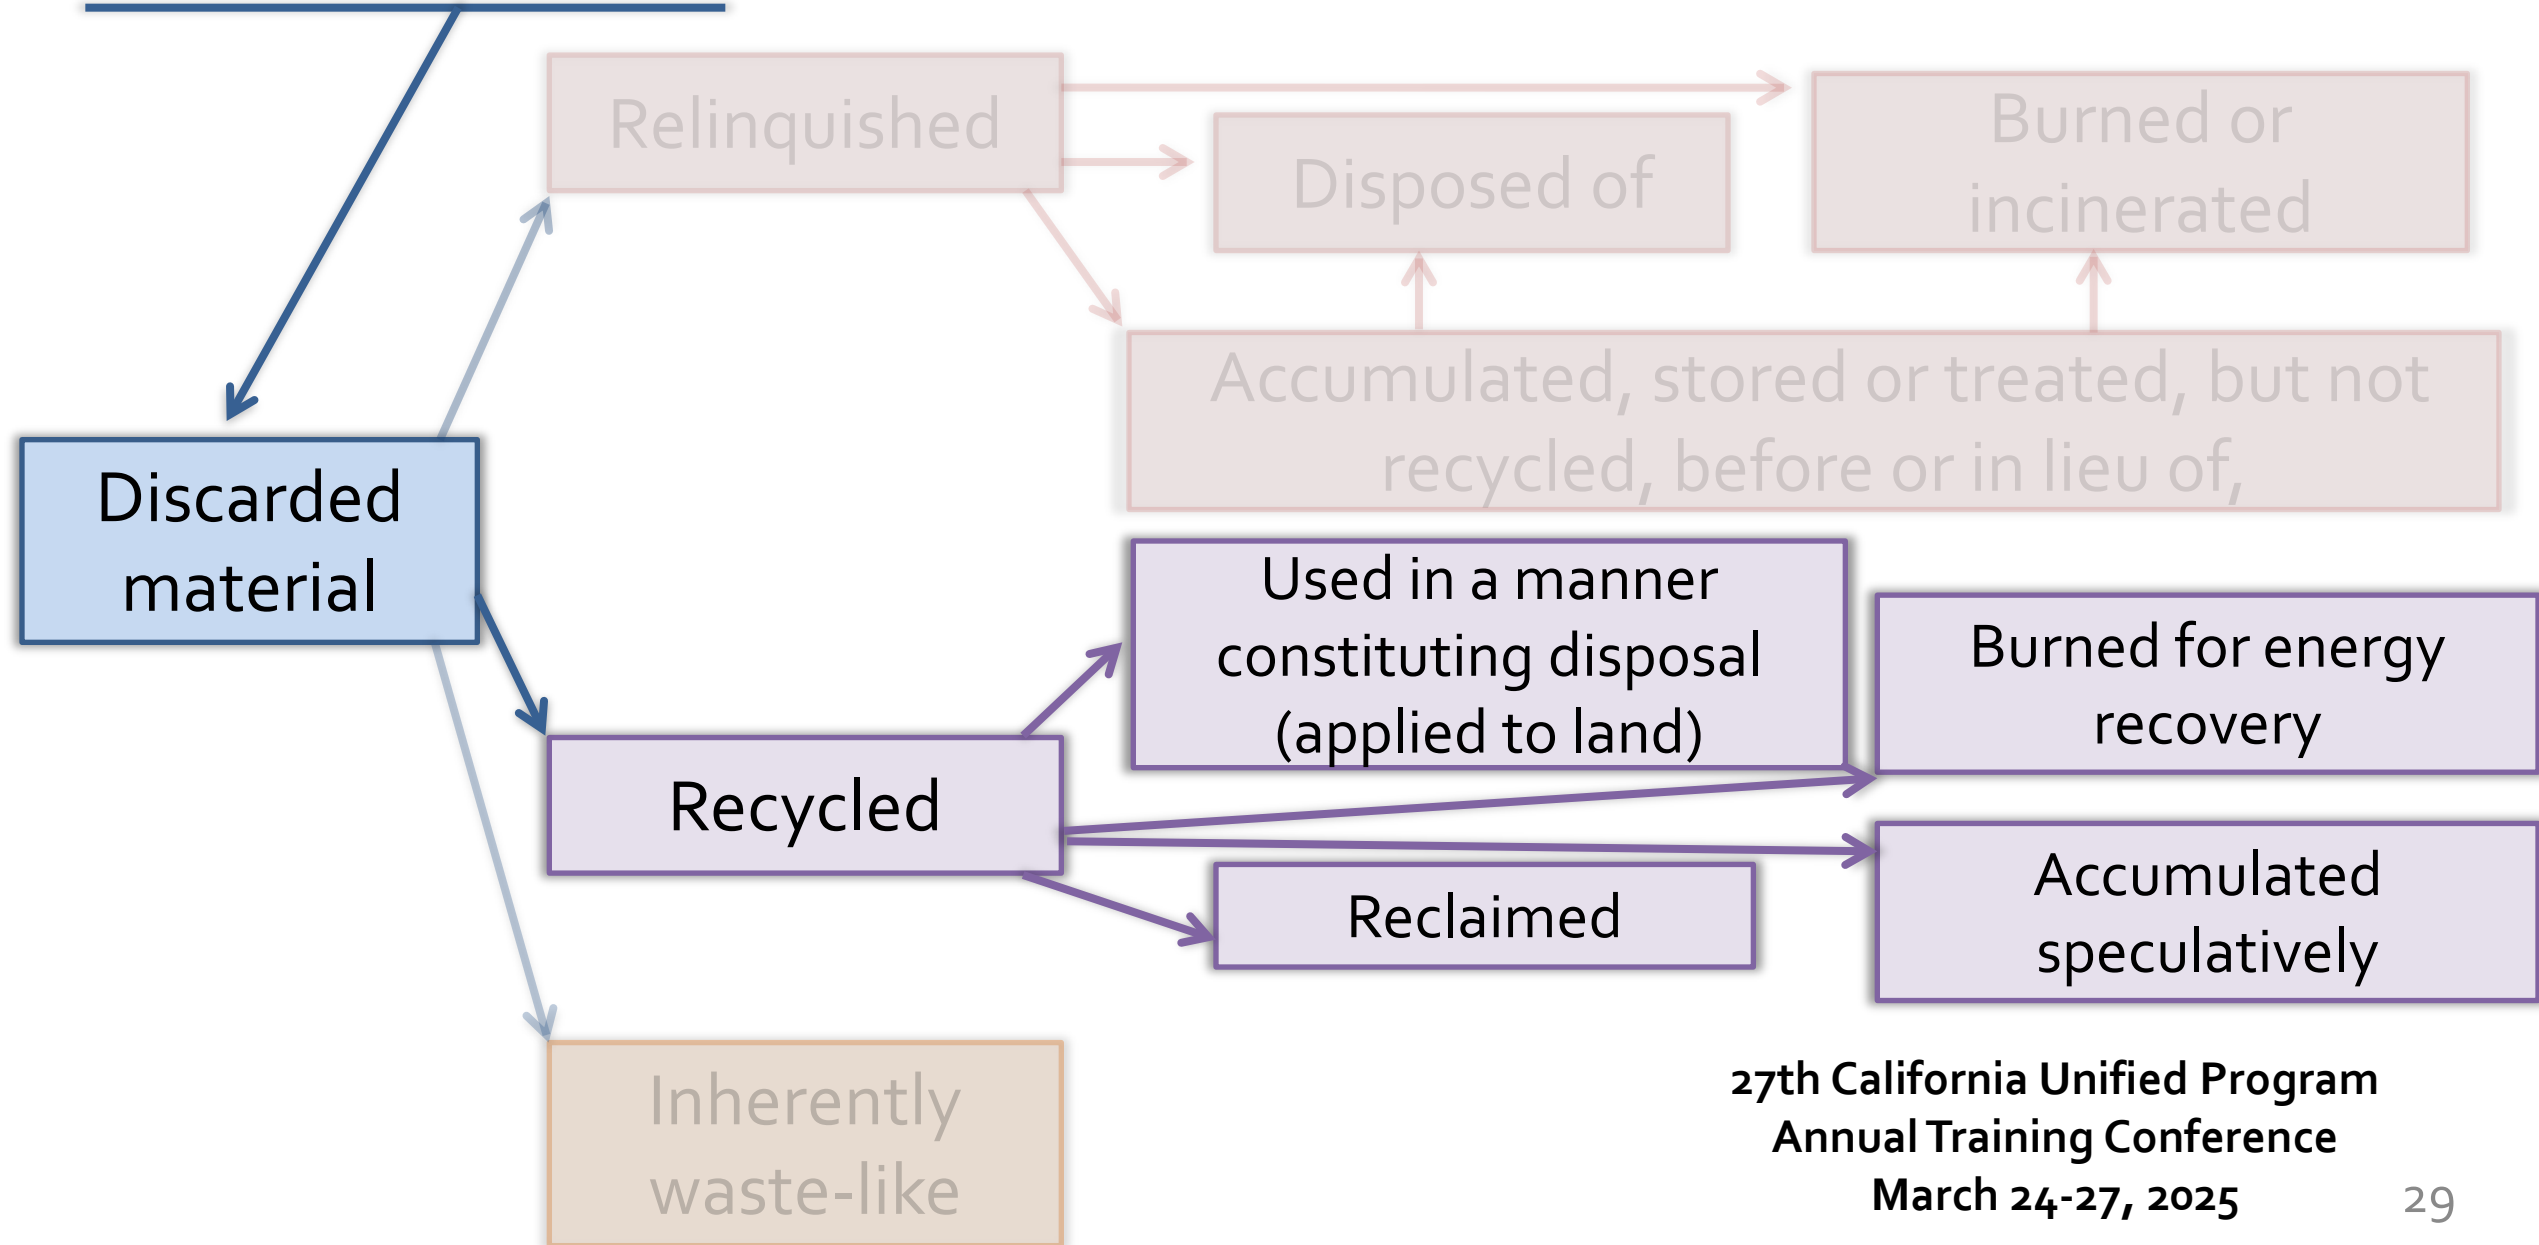 Relinquished
Disposed of
Burned or
incinerated
Accumulated, stored or treated, but not
recycled, before or in lieu of,
Discarded
material
Used in a manner
constituting disposal
(applied to land)
Burned for energy
recovery
Recycled
Reclaimed
Accumulated
speculatively
Inherently
waste-like
27th California Unified Program
Annual Training Conference
March 24-27, 2025
29